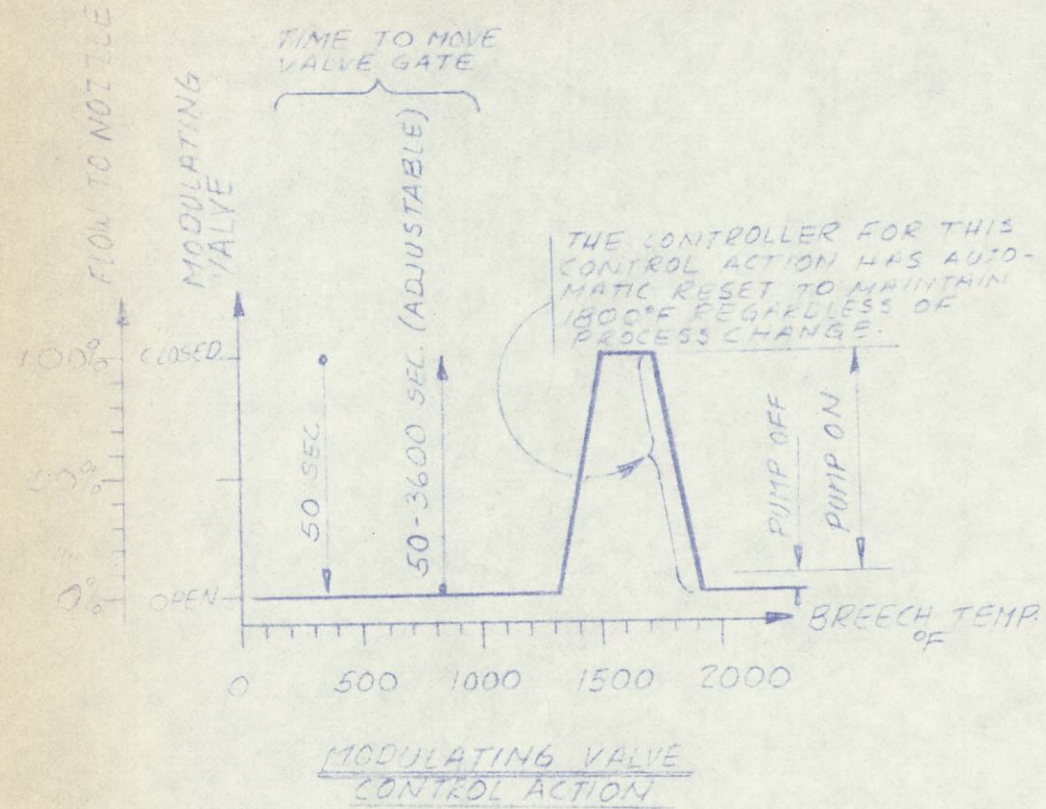 TIME TO MOVE
VALVE GATE
FLOW TO NOZZLE
MODULATING
VALVE
50 SEC
50-3600 SEC. (ADJUSTABLE)
THE CONTROLLER FOR THIS
CONTROL ACTION HAS AUTO-
MATIC RESET TO MAINTAIN
1800°F REGARDLESS OF
PROCESS CHANGE.
100%
CLOSED
0%
OPEN
PUMP OFF
PUMP ON
BREECH TEMP.
°F
0 500 1000 1500 2000
MODULATING VALVE
CONTROL ACTION